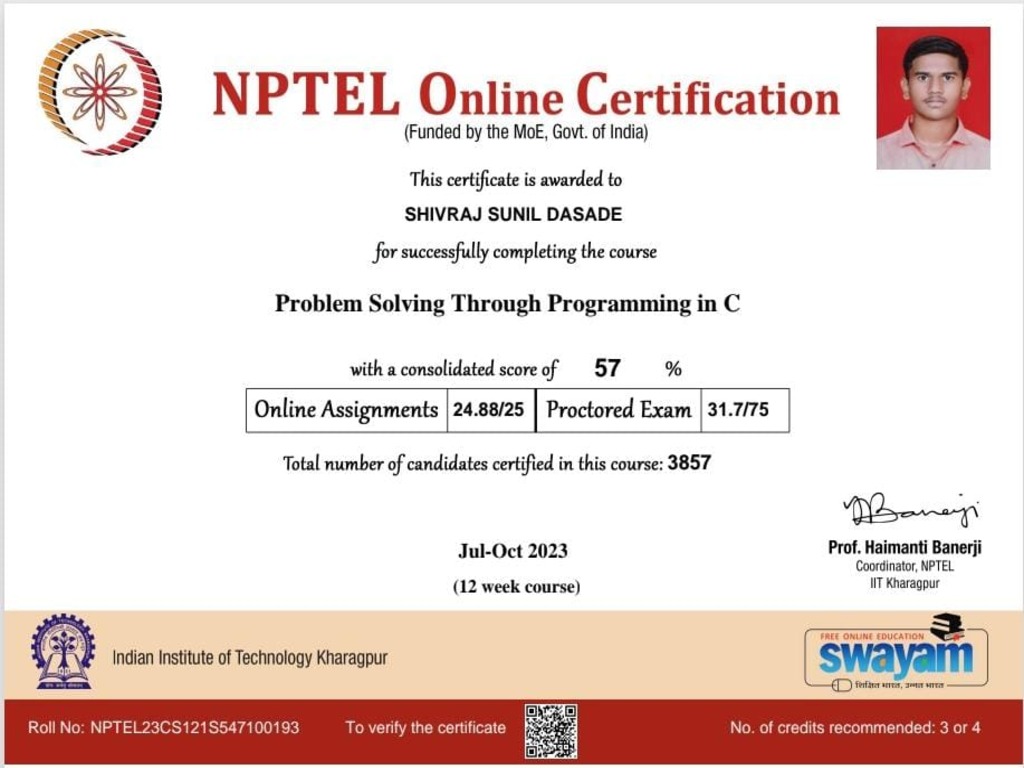 NPTEL Online Certification
(Funded by the MoE, Govt. of India)
This certificate is awarded to
SHIVRAJ SUNIL DASADE
for successfully completing the course
Problem Solving Through Programming in C
with a consolidated score of 57 %
Online Assignments 24.88/25 Proctored Exam 31.7/75
Total number of candidates certified in this course: 3857
Jul-Oct 2023
(12 week course)
Prof. Haimanti Banerji
Coordinator, NPTEL
IIT Kharagpur
Indian Institute of Technology Kharagpur
FREE ONLINE EDUCATION
swayam
शिक्षित भारत, उन्नत भारत
Roll No: NPTEL23CS121S547100193 To verify the certificate No. of credits recommended: 3 or 4